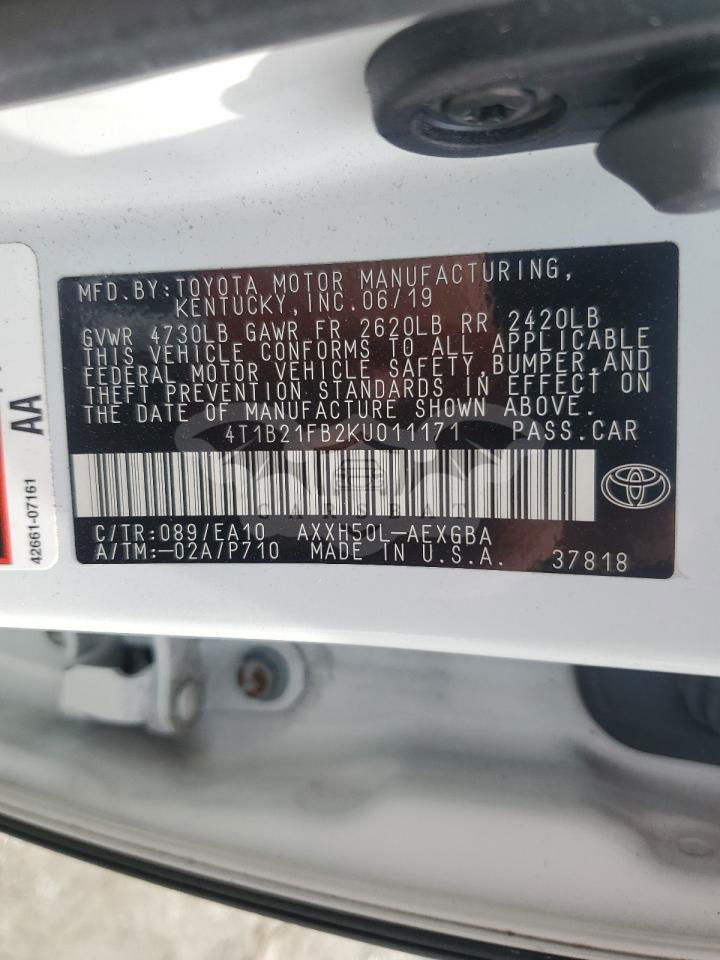 MFD.BY:TOYOTA MOTOR MANUFACTURING,
KENTUCKY,INC.06/19
GVWR 4730LB GAWR FR 2620LB RR 2420LB
THIS VEHICLE CONFORMS TO ALL APPLICABLE
FEDERAL MOTOR VEHICLE SAFETY,BUMPER,AND
THEFT PREVENTION STANDARDS IN EFFECT ON
THE DATE OF MANUFACTURE SHOWN ABOVE.
4T1B21FB2KU011171 PASS.CAR
CARSBAD
C/TR:089/EA10 AXXH50L-AEXGBA
A/TM:-02A/P710 MADE IN U.S.A. 37818
AA
42661-07161